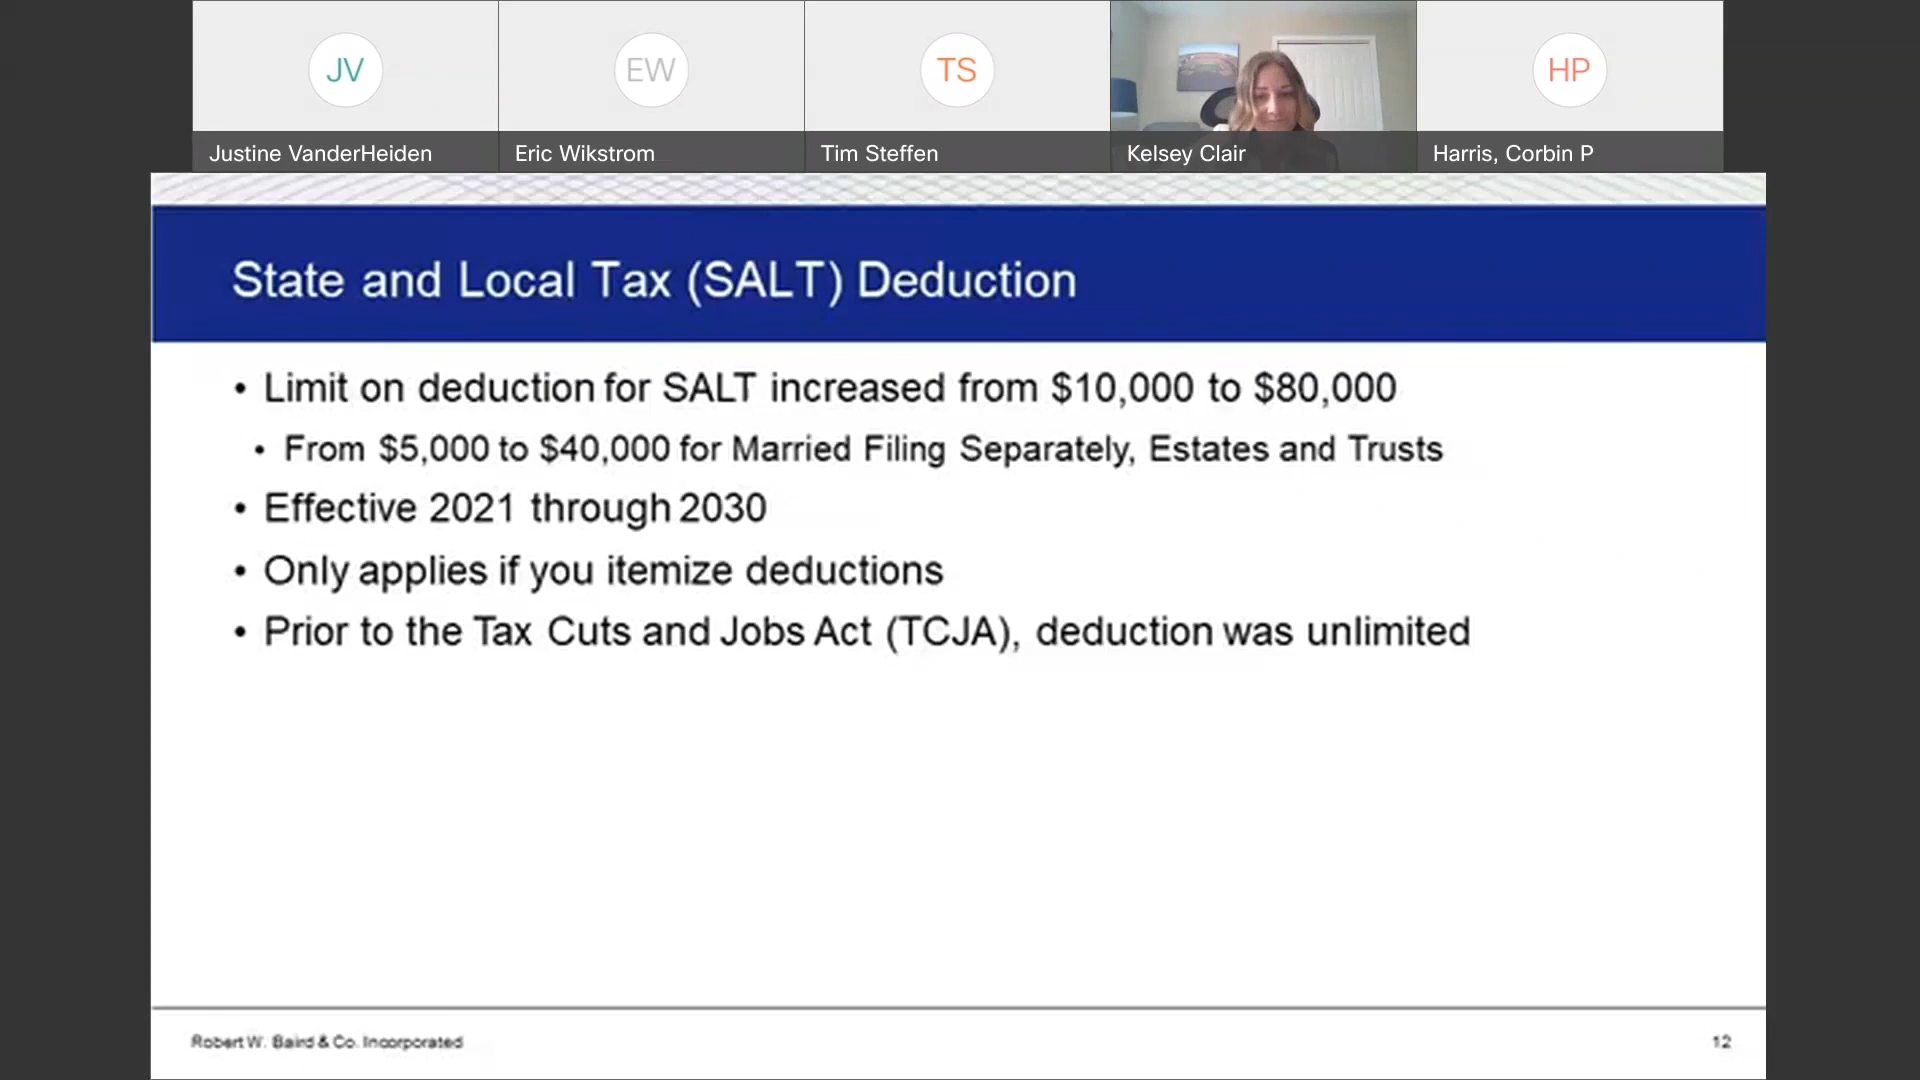 JV
EW
TS
HP
Justine VanderHeiden
Eric Wikstrom
Tim Steffen
Kelsey Clair
Harris, Corbin P
State and Local Tax (SALT) Deduction
• Limit on deduction for SALT increased from $10,000 to $80,000
• From $5,000 to $40,000 for Married Filing Separately, Estates and Trusts
• Effective 2021 through 2030
• Only applies if you itemize deductions
• Prior to the Tax Cuts and Jobs Act (TCJA), deduction was unlimited
Robert W. Baird & Co. Incorporated
12